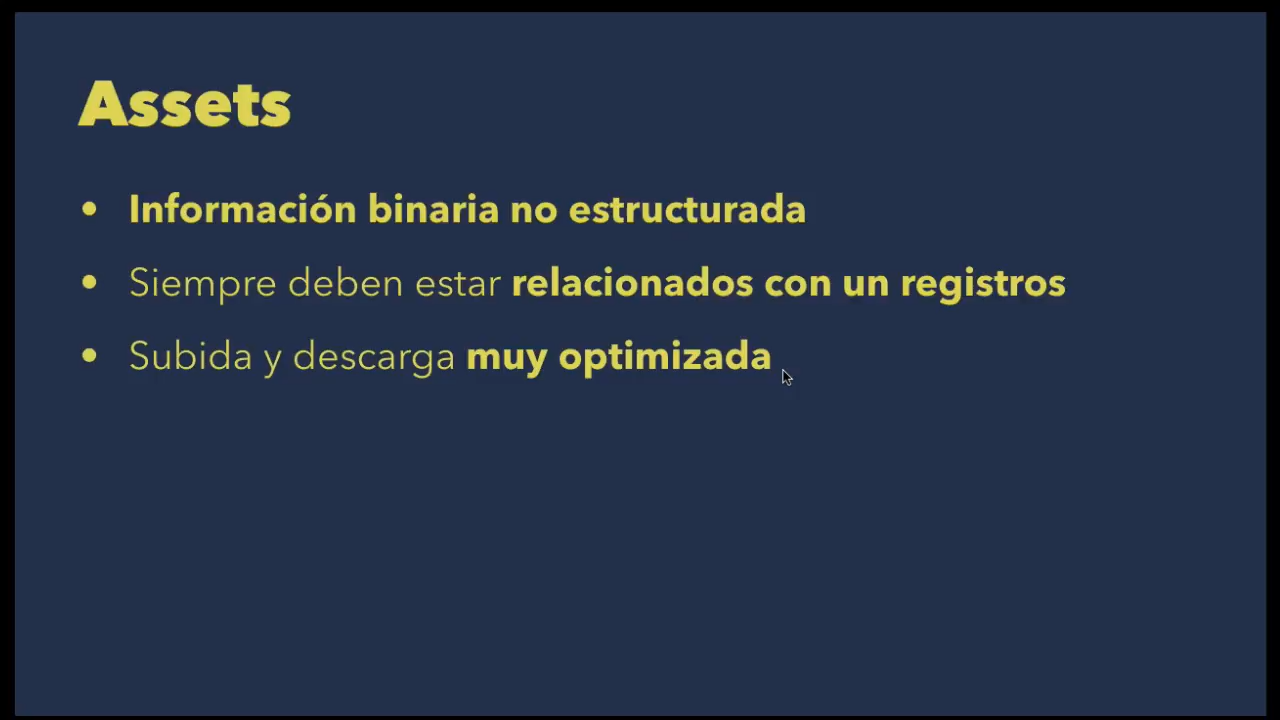 Assets
• Información binaria no estructurada
• Siempre deben estar relacionados con un registros
• Subida y descarga muy optimizada